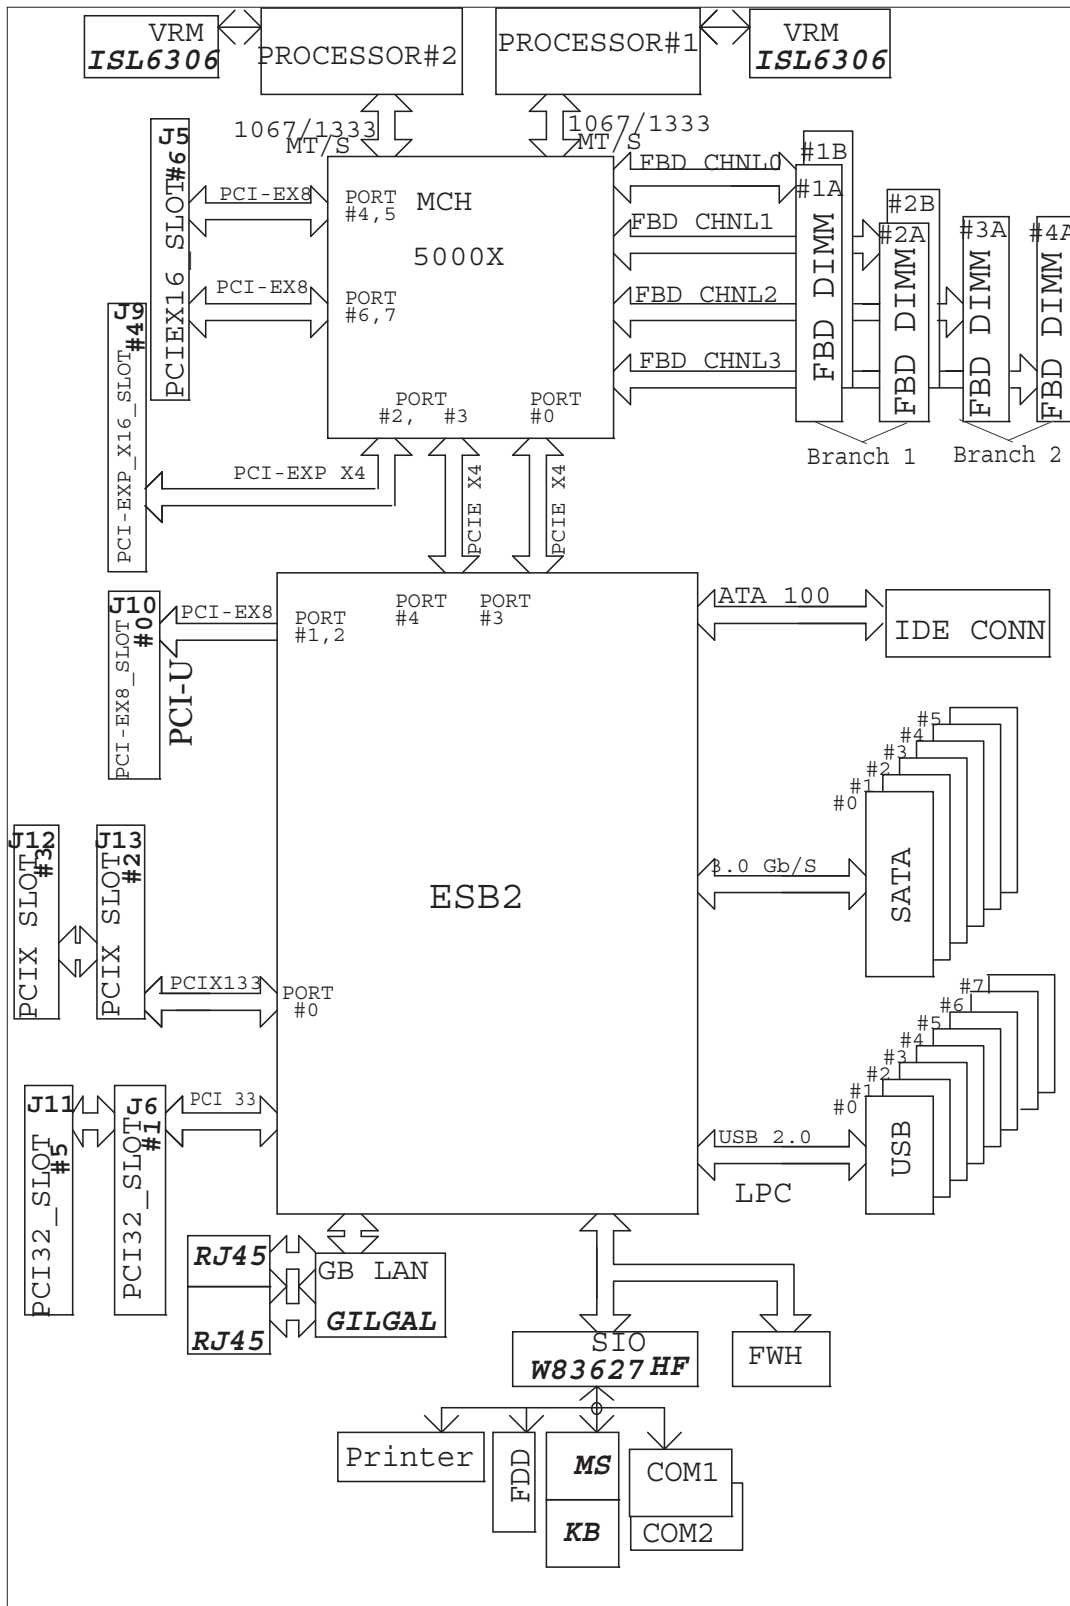 VRM
ISL6306
PROCESSOR#2
PROCESSOR#1
VRM
ISL6306
1067/1333
MT/S
1067/1333
MT/S
J5
#6
PCIEX16_SLOT
PCI-EX8
PORT
#4,5
MCH
5000X
PCI-EX8
PORT
#6,7
PORT
#2,
#3
PORT
#0
FBD CHNL0
FBD CHNL1
FBD CHNL2
FBD CHNL3
#1B
#1A
FBD DIMM
#2B
#2A
FBD DIMM
#3A
FBD DIMM
#4A
FBD DIMM
Branch 1
Branch 2
J9
#4
PCI-EXP_X16_SLOT
PCI-EXP X4
PCIE X4
PCIE X4
J10
#0
PCI-EX8_SLOT
PCI-EX8
PCI-U
PORT
#1,2
PORT
#4
PORT
#3
ATA 100
IDE CONN
ESB2
#5
#4
#3
#2
#1
#0
SATA
3.0 Gb/S
J12
#3
PCIX SLOT
J13
#2
PCIX SLOT
PCIX133
PORT
#0
#7
#6
#5
#4
#3
#2
#1
#0
USB
USB 2.0
J11
#5
PCI32_SLOT
J6
#1
PCI32_SLOT
PCI 33
LPC
RJ45
RJ45
GB LAN
GILGAL
SIO
W83627HF
FWH
Printer
FDD
MS
KB
COM1
COM2